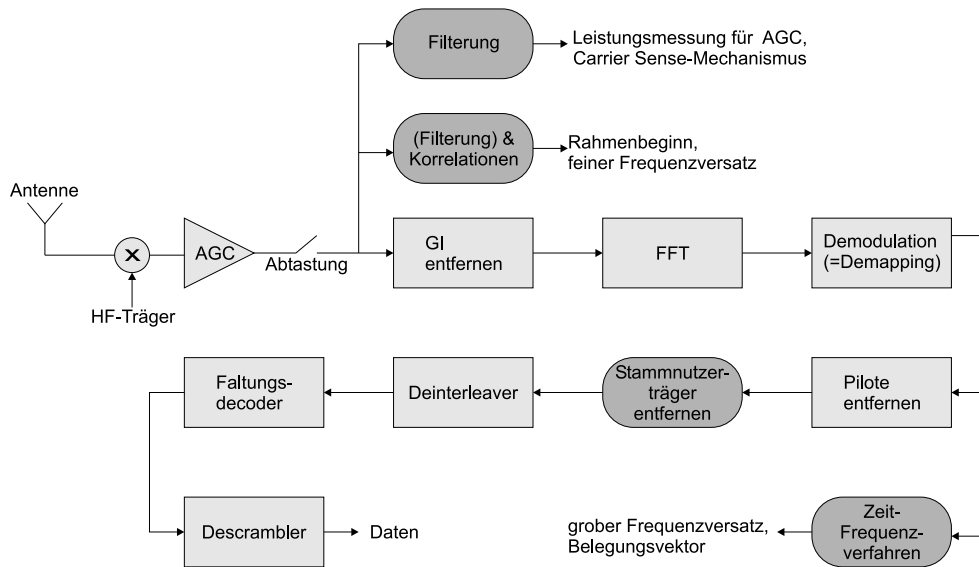 Filterung
Leistungsmessung für AGC,
Carrier Sense-Mechanismus
(Filterung) &
Korrelationen
Rahmenbeginn,
feiner Frequenzversatz
Antenne
x
HF-Träger
AGC
Abtastung
GI
entfernen
FFT
Demodulation
(=Demapping)
Faltungs-
decoder
Deinterleaver
Stammnutzer-
träger
entfernen
Pilote
entfernen
Descrambler
Daten
grober Frequenzversatz,
Belegungsvektor
Zeit-
Frequenz-
verfahren